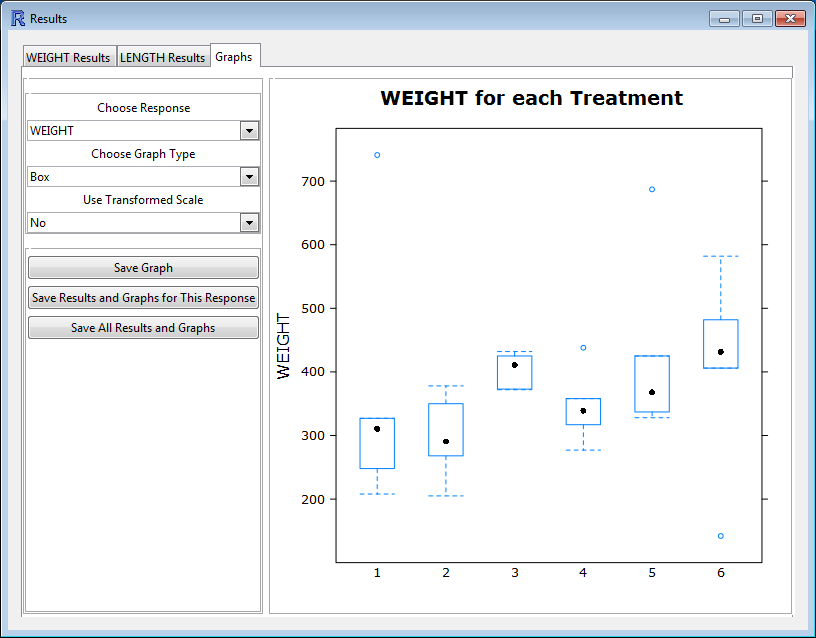 R Results
WEIGHT Results LENGTH Results Graphs
Choose Response
WEIGHT
Choose Graph Type
Box
Use Transformed Scale
No
Save Graph
Save Results and Graphs for This Response
Save All Results and Graphs
WEIGHT for each Treatment
WEIGHT
700
600
500
400
300
200
1 2 3 4 5 6